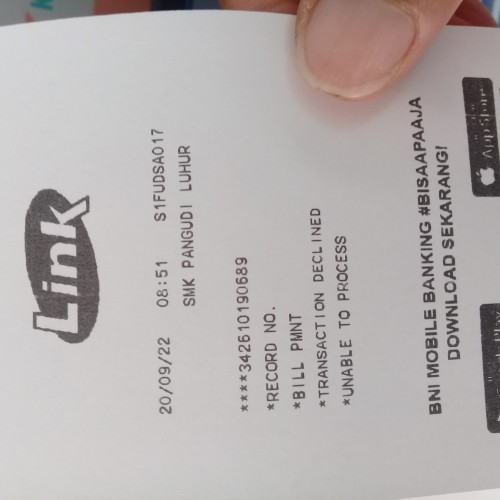 Link
20/09/22 08:51 S1FUDSA017
SMK PANGUDI LUHUR
****342610190689
*RECORD NO.
*BILL PMNT
*TRANSACTION DECLINED
*UNABLE TO PROCESS
BNI MOBILE BANKING #BISAAPAAJA
DOWNLOAD SEKARANG!
App Store